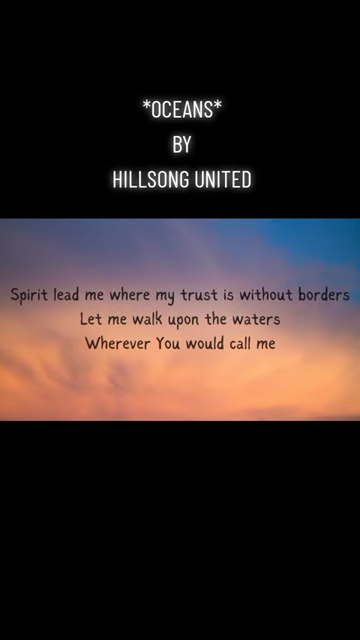 *OCEANS*
BY
HILLSONG UNITED
Spirit lead me where my trust is without borders
Let me walk upon the waters
Wherever You would call me